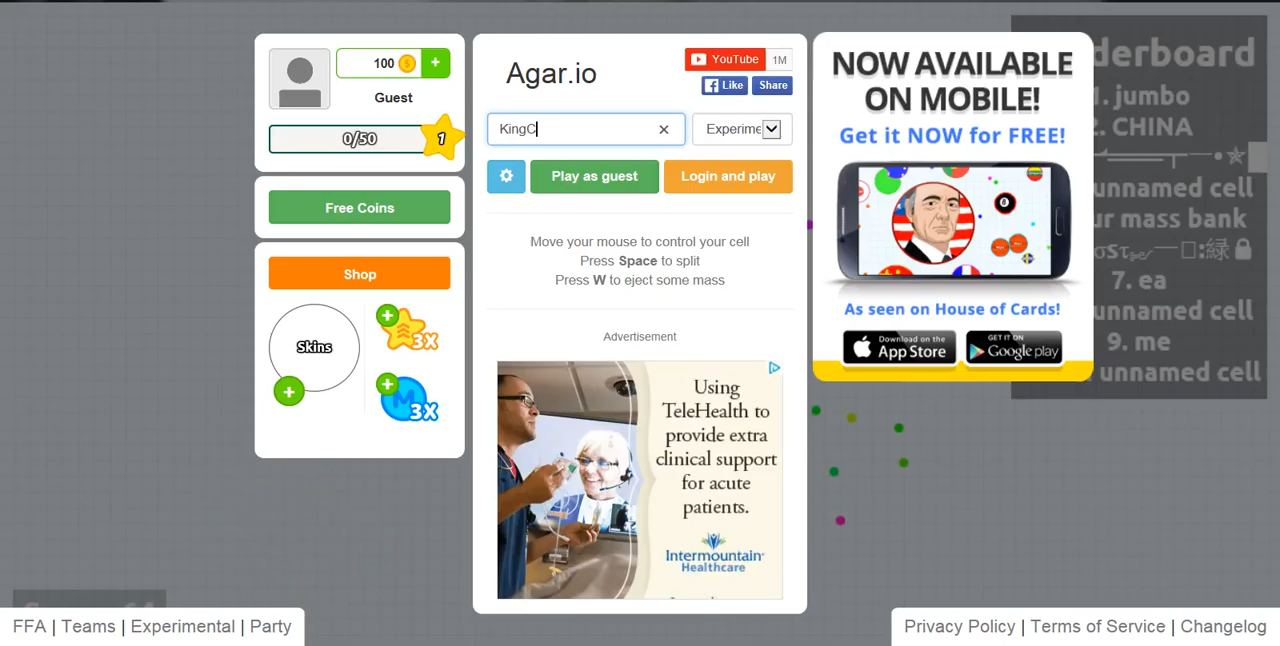 100
+
Guest
0/50
1
Free Coins
Shop
Skins
3X
M
3X
Agar.io
YouTube
1M
Like
Share
KingC
Experime
Play as guest
Login and play
Move your mouse to control your cell
Press Space to split
Press W to eject some mass
Advertisement
Using
TeleHealth to
provide extra
clinical support
for acute
patients.
Intermountain
Healthcare
NOW AVAILABLE
ON MOBILE!
Get it NOW for FREE!
8
As seen on House of Cards!
Download on the
App Store
GET IT ON
Google play
derboard
1. jumbo
2. CHINA
unnamed cell
ur mass bank
7. ea
unnamed cell
9. me
unnamed cell
FFA | Teams | Experimental | Party
Privacy Policy | Terms of Service | Changelog